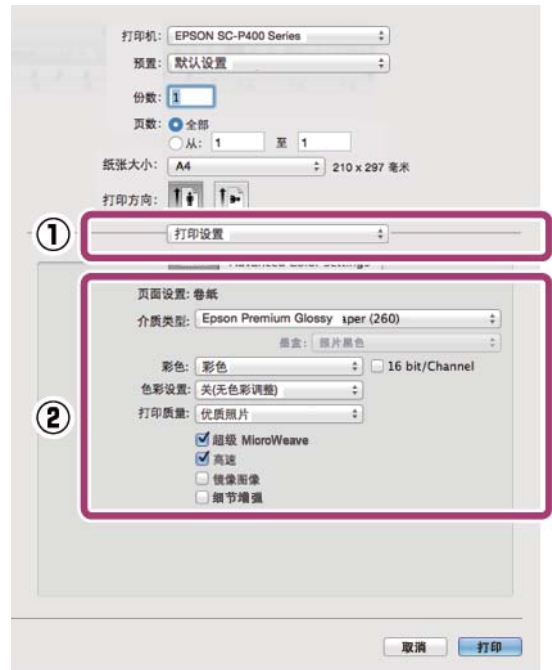 打印机: EPSON SC-P400 Series
预置: 默认设置
份数: 1
页数: 全部
从: 1 至 1
纸张大小: A4 210 x 297 毫米
打印方向:
① 打印设置
Advanced Color Settings
②
页面设置: 卷纸
介质类型: Epson Premium Glossy aper (260)
墨盒: 照片黑色
彩色: 彩色 16 bit/Channel
色彩设置: 关(无色彩调整)
打印质量: 优质照片
超级 MioroWeave
高速
镜像图像
细节增强
取消 打印